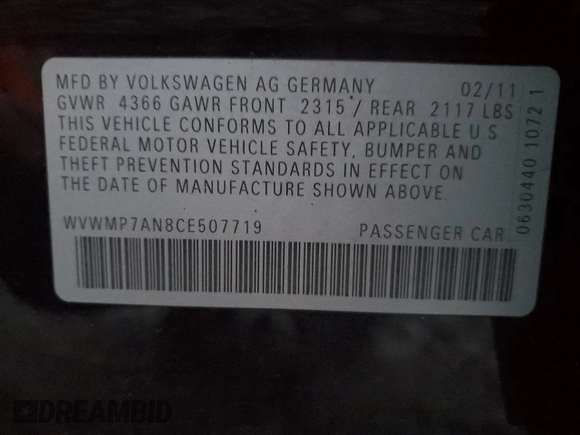 MFD BY VOLKSWAGEN AG GERMANY 02/11
GVWR 4366 GAWR FRONT 2315 / REAR 2117 LBS
THIS VEHICLE CONFORMS TO ALL APPLICABLE U S
FEDERAL MOTOR VEHICLE SAFETY, BUMPER AND
THEFT PREVENTION STANDARDS IN EFFECT ON
THE DATE OF MANUFACTURE SHOWN ABOVE.
WVWMP7AN8CE507719 PASSENGER CAR
0630440 1072 1
DREAMBID